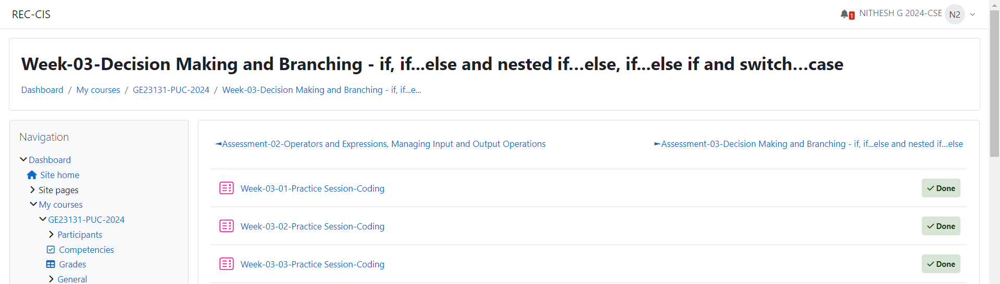 REC-CIS
1
NITHESH G 2024-CSE
N2
Week-03-Decision Making and Branching - if, if...else and nested if...else, if...else if and switch...case
Dashboard / My courses / GE23131-PUC-2024 / Week-03-Decision Making and Branching - if, if...e...
Navigation
Dashboard
Site home
Site pages
My courses
GE23131-PUC-2024
Participants
Competencies
Grades
General
◄Assessment-02-Operators and Expressions, Managing Input and Output Operations
►Assessment-03-Decision Making and Branching - if, if...else and nested if...else
Week-03-01-Practice Session-Coding
✓ Done
Week-03-02-Practice Session-Coding
✓ Done
Week-03-03-Practice Session-Coding
✓ Done